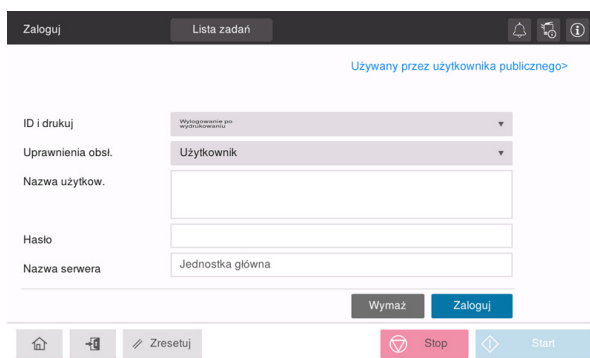 Zaloguj
Lista zadań
Używany przez użytkownika publicznego>
ID i drukuj
Wylogowanie po
wydrukowaniu
Uprawnienia obsł.
Użytkownik
Nazwa użytkow.
Hasło
Nazwa serwera
Jednostka główna
Wymaż
Zaloguj
Zresetuj
Stop
Start